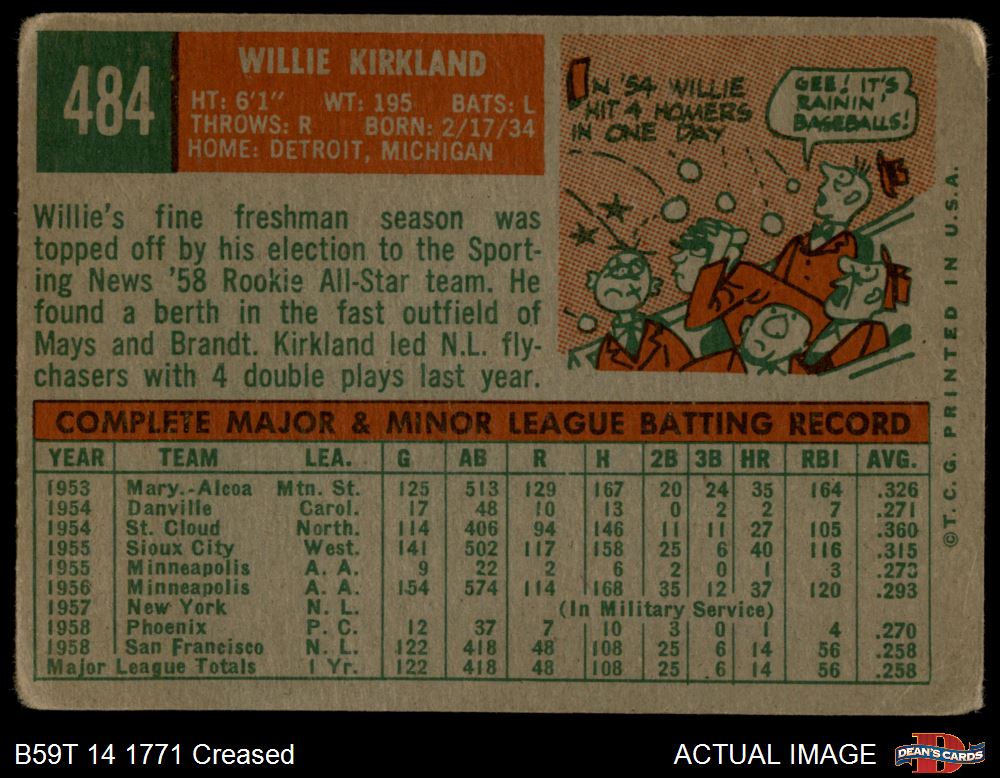 484
WILLIE KIRKLAND
HT: 6'1" WT: 195 BATS: L
THROWS: R BORN: 2/17/34
HOME: DETROIT, MICHIGAN
IN '54 WILLIE
HIT 4 HOMERS
IN ONE DAY
GEE! IT'S
RAININ'
BASEBALLS!
Willie's fine freshman season was
topped off by his election to the Sport-
ing News '58 Rookie All-Star team. He
found a berth in the fast outfield of
Mays and Brandt. Kirkland led N.L. fly-
chasers with 4 double plays last year.
COMPLETE MAJOR & MINOR LEAGUE BATTING RECORD
YEAR TEAM LEA. G AB R H 2B 3B HR RBI AVG.
1953 Mary.-Alcoa Mtn. St. 125 513 129 167 20 24 35 164 .326
1954 Danville Carol. 17 48 10 13 0 2 2 7 .271
1954 St. Cloud North. 114 406 94 146 11 11 27 105 .360
1955 Sioux City West. 141 502 117 158 25 6 40 116 .315
1955 Minneapolis A. A. 9 22 2 6 2 0 1 3 .273
1956 Minneapolis A. A. 154 574 114 168 35 12 37 120 .293
1957 New York N. L. (In Military Service)
1958 Phoenix P. C. 12 37 7 10 3 0 1 4 .270
1958 San Francisco N. L. 122 418 48 108 25 6 14 56 .258
Major League Totals 1 Yr. 122 418 48 108 25 6 14 56 .258
©T. C. G. PRINTED IN U.S.A.
B59T 14 1771 Creased
ACTUAL IMAGE
DEAN'S CARDS